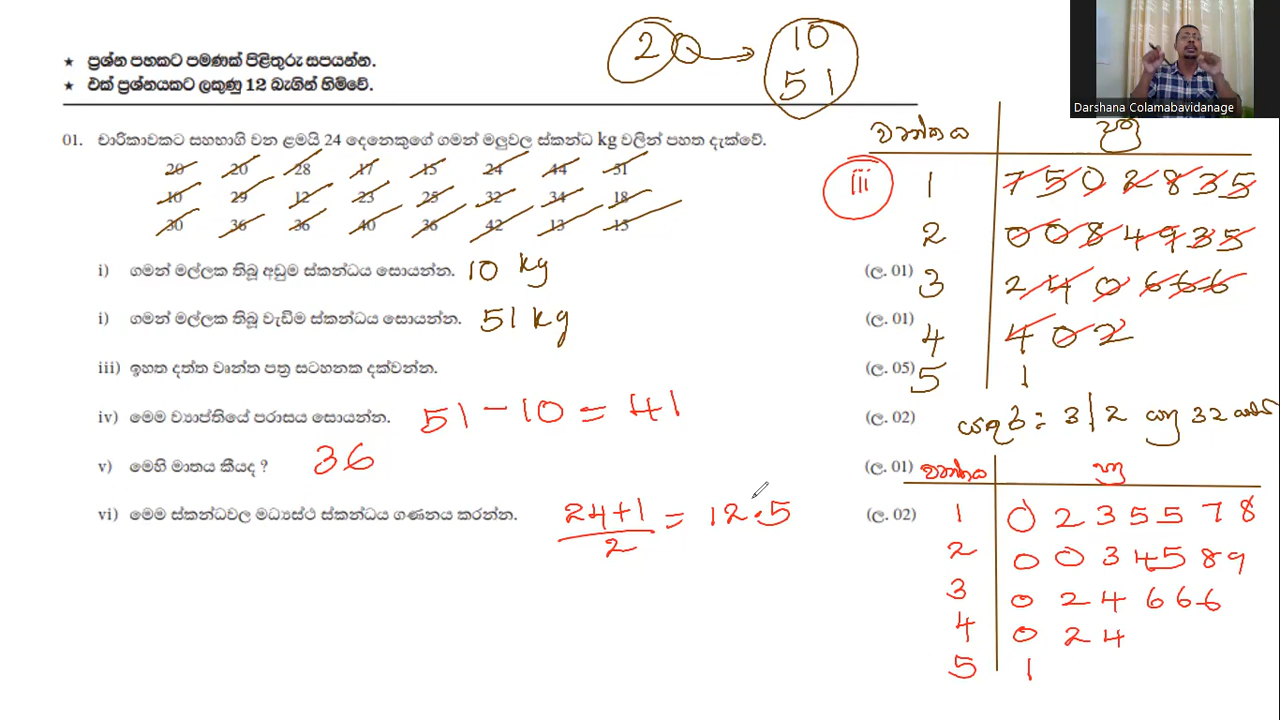 ★ ප්‍රශ්න පහකට පමණක් පිළිතුරු සපයන්න.
★ එක් ප්‍රශ්නයකට ලකුණු 12 බැගින් හිමිවේ.
2 10
51
Darshana Colamabavidanage
01. චාරිකාවකට සහභාගි වන ළමයි 24 දෙනෙකුගේ ගමන් මලුවල ස්කන්ධ kg වලින් පහත දැක්වේ.
20 20 28 17 15 24 44 51
10 29 12 23 25 32 34 18
30 36 36 40 36 42 13 15
i) ගමන් මල්ලක තිබූ අඩුම ස්කන්ධය සොයන්න. 10 kg (ල. 01)
i) ගමන් මල්ලක තිබූ වැඩිම ස්කන්ධය සොයන්න. 51 kg (ල. 01)
iii) ඉහත දත්ත වෘන්ත පත්‍ර සටහනක දක්වන්න. (ල. 05)
iv) මෙම ව්‍යාප්තියේ පරාසය සොයන්න. 51 - 10 = 41 (ල. 02)
v) මෙහි මාතය කීයද ? 36 (ල. 01)
vi) මෙම ස්කන්ධවල මධ්‍යස්ථ ස්කන්ධය ගණනය කරන්න. 24+1 / 2 = 12.5 (ල. 02)
වෘන්තය පත්‍ර
iii 1 7 5 0 2 8 3 5
2 0 0 8 4 9 3 5
3 2 4 0 6 6 6
4 4 0 2
5 1
3|2 32
වෘන්තය පත්‍ර
1 0 2 3 5 5 7 8
2 0 0 3 4 5 8 9
3 0 2 4 6 6 6
4 0 2 4
5 1